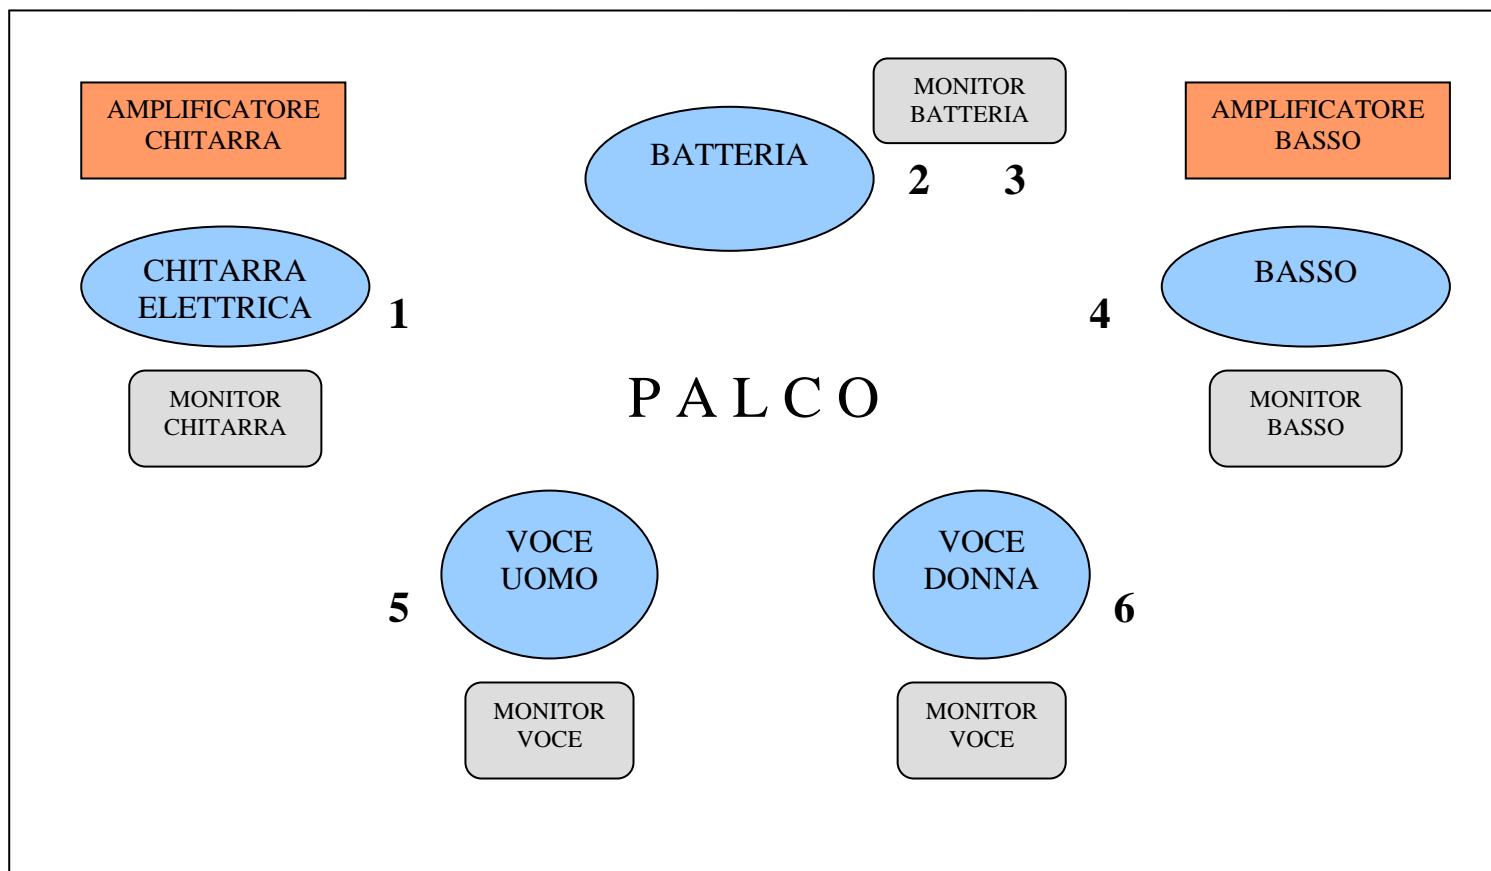 AMPLIFICATORE
CHITARRA
BATTERIA
MONITOR
BATTERIA
AMPLIFICATORE
BASSO
2 3
CHITARRA
ELETTRICA
1
4
BASSO
MONITOR
CHITARRA
P A L C O
MONITOR
BASSO
VOCE
UOMO
5
VOCE
DONNA
6
MONITOR
VOCE
MONITOR
VOCE